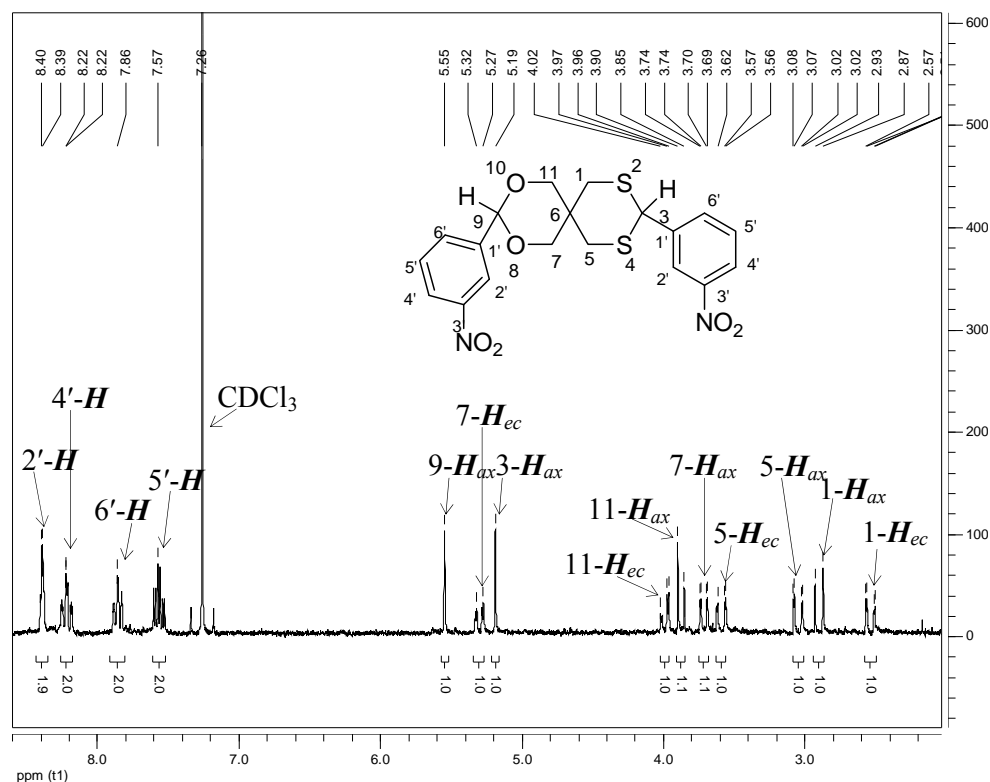 8.40 8.39 8.22 8.22 7.86 7.57 7.26 5.55 5.32 5.27 5.19 4.02 3.97 3.96 3.90 3.85 3.74 3.74 3.70 3.69 3.62 3.57 3.56 3.08 3.07 3.02 3.02 2.93 2.87 2.57
600
500
400
300
200
100
0
10 11 1 2
O S
H H
9 6 3
6' 1' O S 1' 6'
8 7 5 4
5' 5'
4' 2' 2' 4'
3' 3'
NO2 NO2
4'-H
CDCl3
7-Hec
2'-H 5'-H 9-Hax 3-Hax 7-Hax 5-Hax
6'-H 11-Hax 5-Hec 1-Hax
11-Hec 1-Hec
1.9 2.0 2.0 2.0 1.0 1.0 1.0 1.0 1.1 1.1 1.0 1.0 1.0 1.0
8.0 7.0 6.0 5.0 4.0 3.0
ppm (t1)